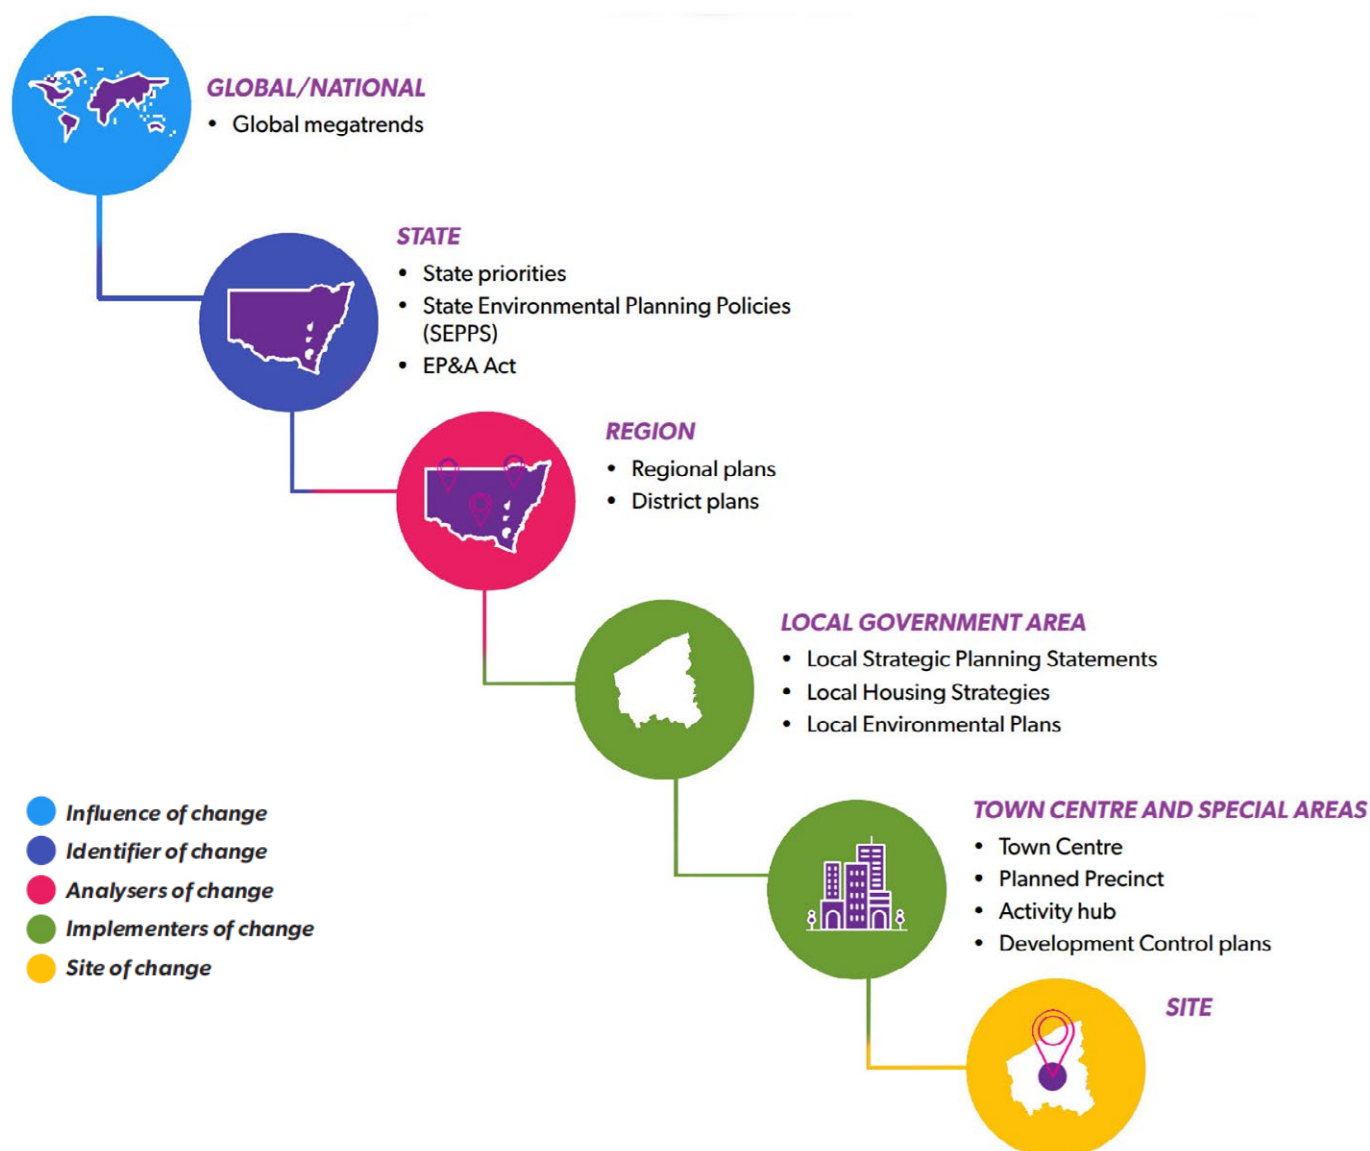 GLOBAL/NATIONAL
• Global megatrends
STATE
• State priorities
• State Environmental Planning Policies
(SEPPS)
• EP&A Act
REGION
• Regional plans
• District plans
LOCAL GOVERNMENT AREA
• Local Strategic Planning Statements
• Local Housing Strategies
• Local Environmental Plans
TOWN CENTRE AND SPECIAL AREAS
• Town Centre
• Planned Precinct
• Activity hub
• Development Control plans
SITE
Influence of change
Identifier of change
Analysers of change
Implementers of change
Site of change